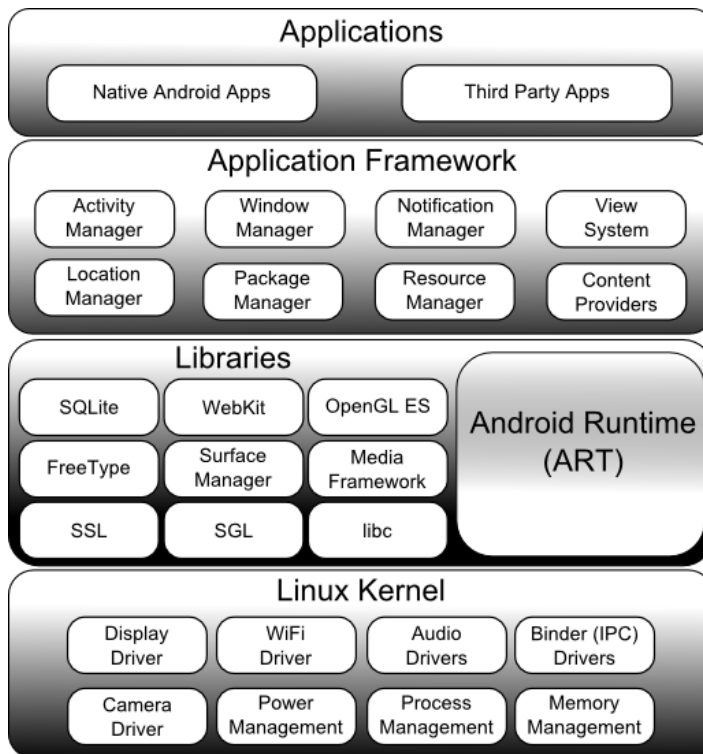 Applications
Native Android Apps
Third Party Apps
Application Framework
Activity
Manager
Window
Manager
Notification
Manager
View
System
Location
Manager
Package
Manager
Resource
Manager
Content
Providers
Libraries
SQLite
WebKit
OpenGL ES
FreeType
Surface
Manager
Media
Framework
SSL
SGL
libc
Android Runtime
(ART)
Linux Kernel
Display
Driver
WiFi
Driver
Audio
Drivers
Binder (IPC)
Drivers
Camera
Driver
Power
Management
Process
Management
Memory
Management